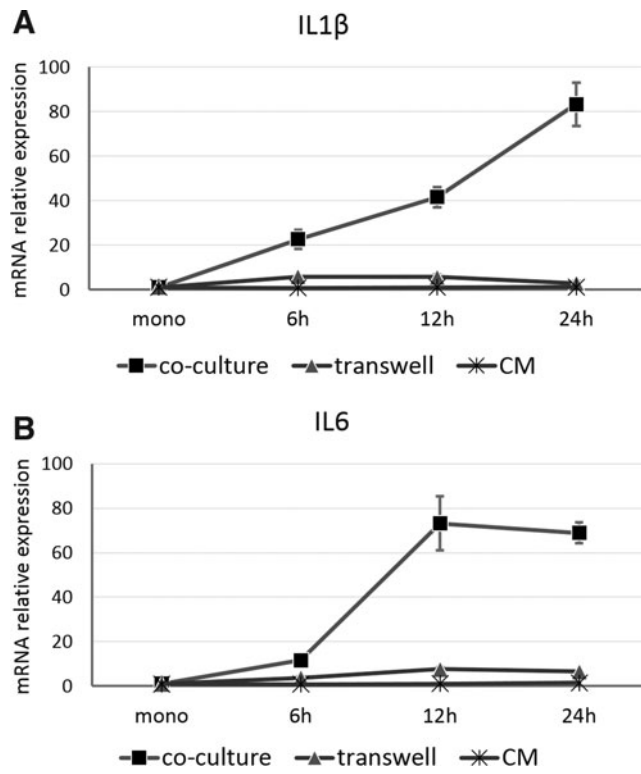 A
IL1β
mRNA relative expression
100
80
60
40
20
0
mono 6h 12h 24h
co-culture transwell CM
B
IL6
mRNA relative expression
100
80
60
40
20
0
mono 6h 12h 24h
co-culture transwell CM